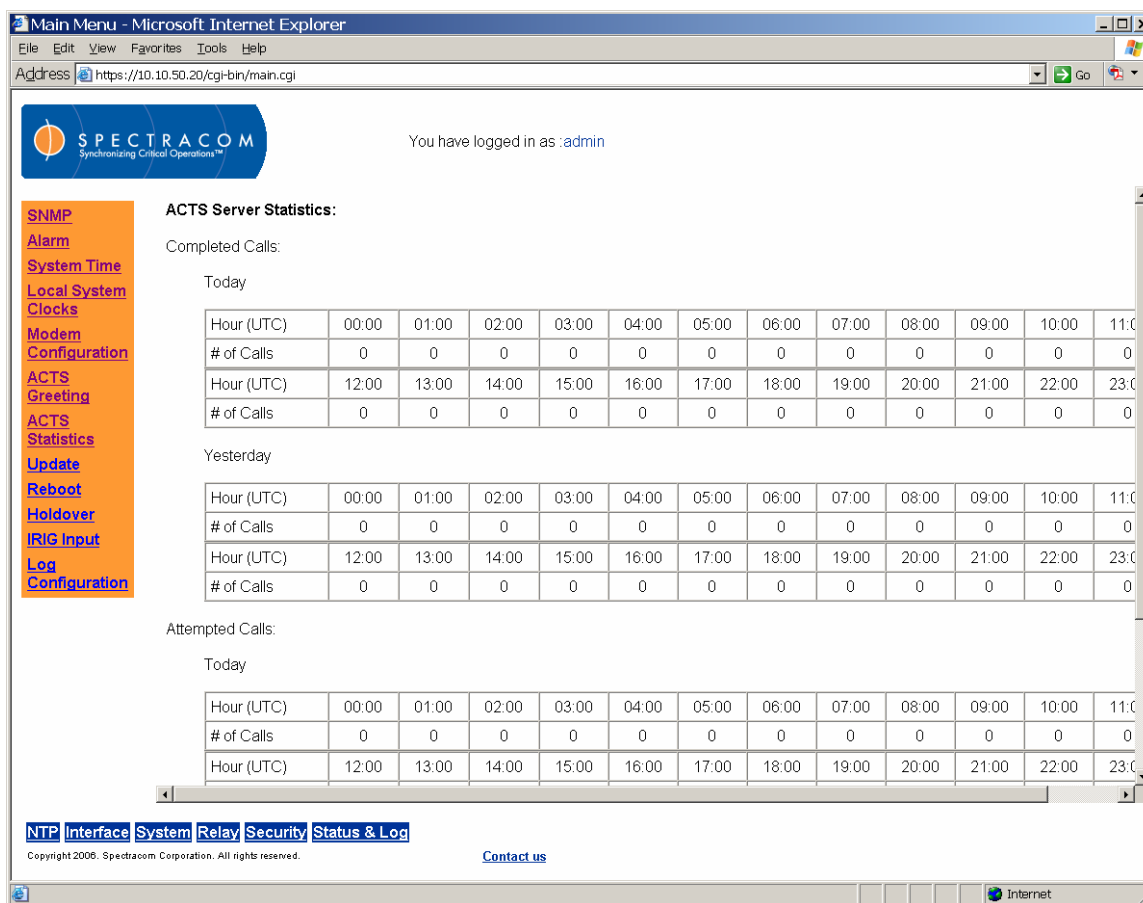 Main Menu - Microsoft Internet Explorer
File Edit View Favorites Tools Help
Address https://10.10.50.20/cgi-bin/main.cgi Go
SPECTRACOM
Synchronizing Critical Operations™
You have logged in as :admin
SNMP
Alarm
System Time
Local System
Clocks
Modem
Configuration
ACTS
Greeting
ACTS
Statistics
Update
Reboot
Holdover
IRIG Input
Log
Configuration
ACTS Server Statistics:
Completed Calls:
Today
Hour (UTC) 00:00 01:00 02:00 03:00 04:00 05:00 06:00 07:00 08:00 09:00 10:00 11:0
# of Calls 0 0 0 0 0 0 0 0 0 0 0 0
Hour (UTC) 12:00 13:00 14:00 15:00 16:00 17:00 18:00 19:00 20:00 21:00 22:00 23:0
# of Calls 0 0 0 0 0 0 0 0 0 0 0 0
Yesterday
Hour (UTC) 00:00 01:00 02:00 03:00 04:00 05:00 06:00 07:00 08:00 09:00 10:00 11:0
# of Calls 0 0 0 0 0 0 0 0 0 0 0 0
Hour (UTC) 12:00 13:00 14:00 15:00 16:00 17:00 18:00 19:00 20:00 21:00 22:00 23:0
# of Calls 0 0 0 0 0 0 0 0 0 0 0 0
Attempted Calls:
Today
Hour (UTC) 00:00 01:00 02:00 03:00 04:00 05:00 06:00 07:00 08:00 09:00 10:00 11:0
# of Calls 0 0 0 0 0 0 0 0 0 0 0 0
Hour (UTC) 12:00 13:00 14:00 15:00 16:00 17:00 18:00 19:00 20:00 21:00 22:00 23:0
NTP Interface System Relay Security Status & Log
Copyright 2006. Spectracom Corporation. All rights reserved. Contact us
Internet